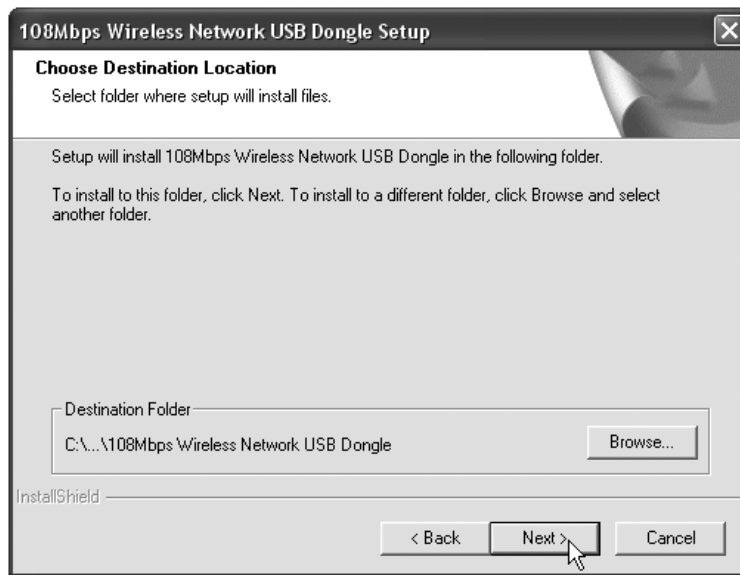 108Mbps Wireless Network USB Dongle Setup
Choose Destination Location
Select folder where setup will install files.
Setup will install 108Mbps Wireless Network USB Dongle in the following folder.
To install to this folder, click Next. To install to a different folder, click Browse and select
another folder.
Destination Folder
C:\...\108Mbps Wireless Network USB Dongle
Browse...
InstallShield
< Back
Next >
Cancel